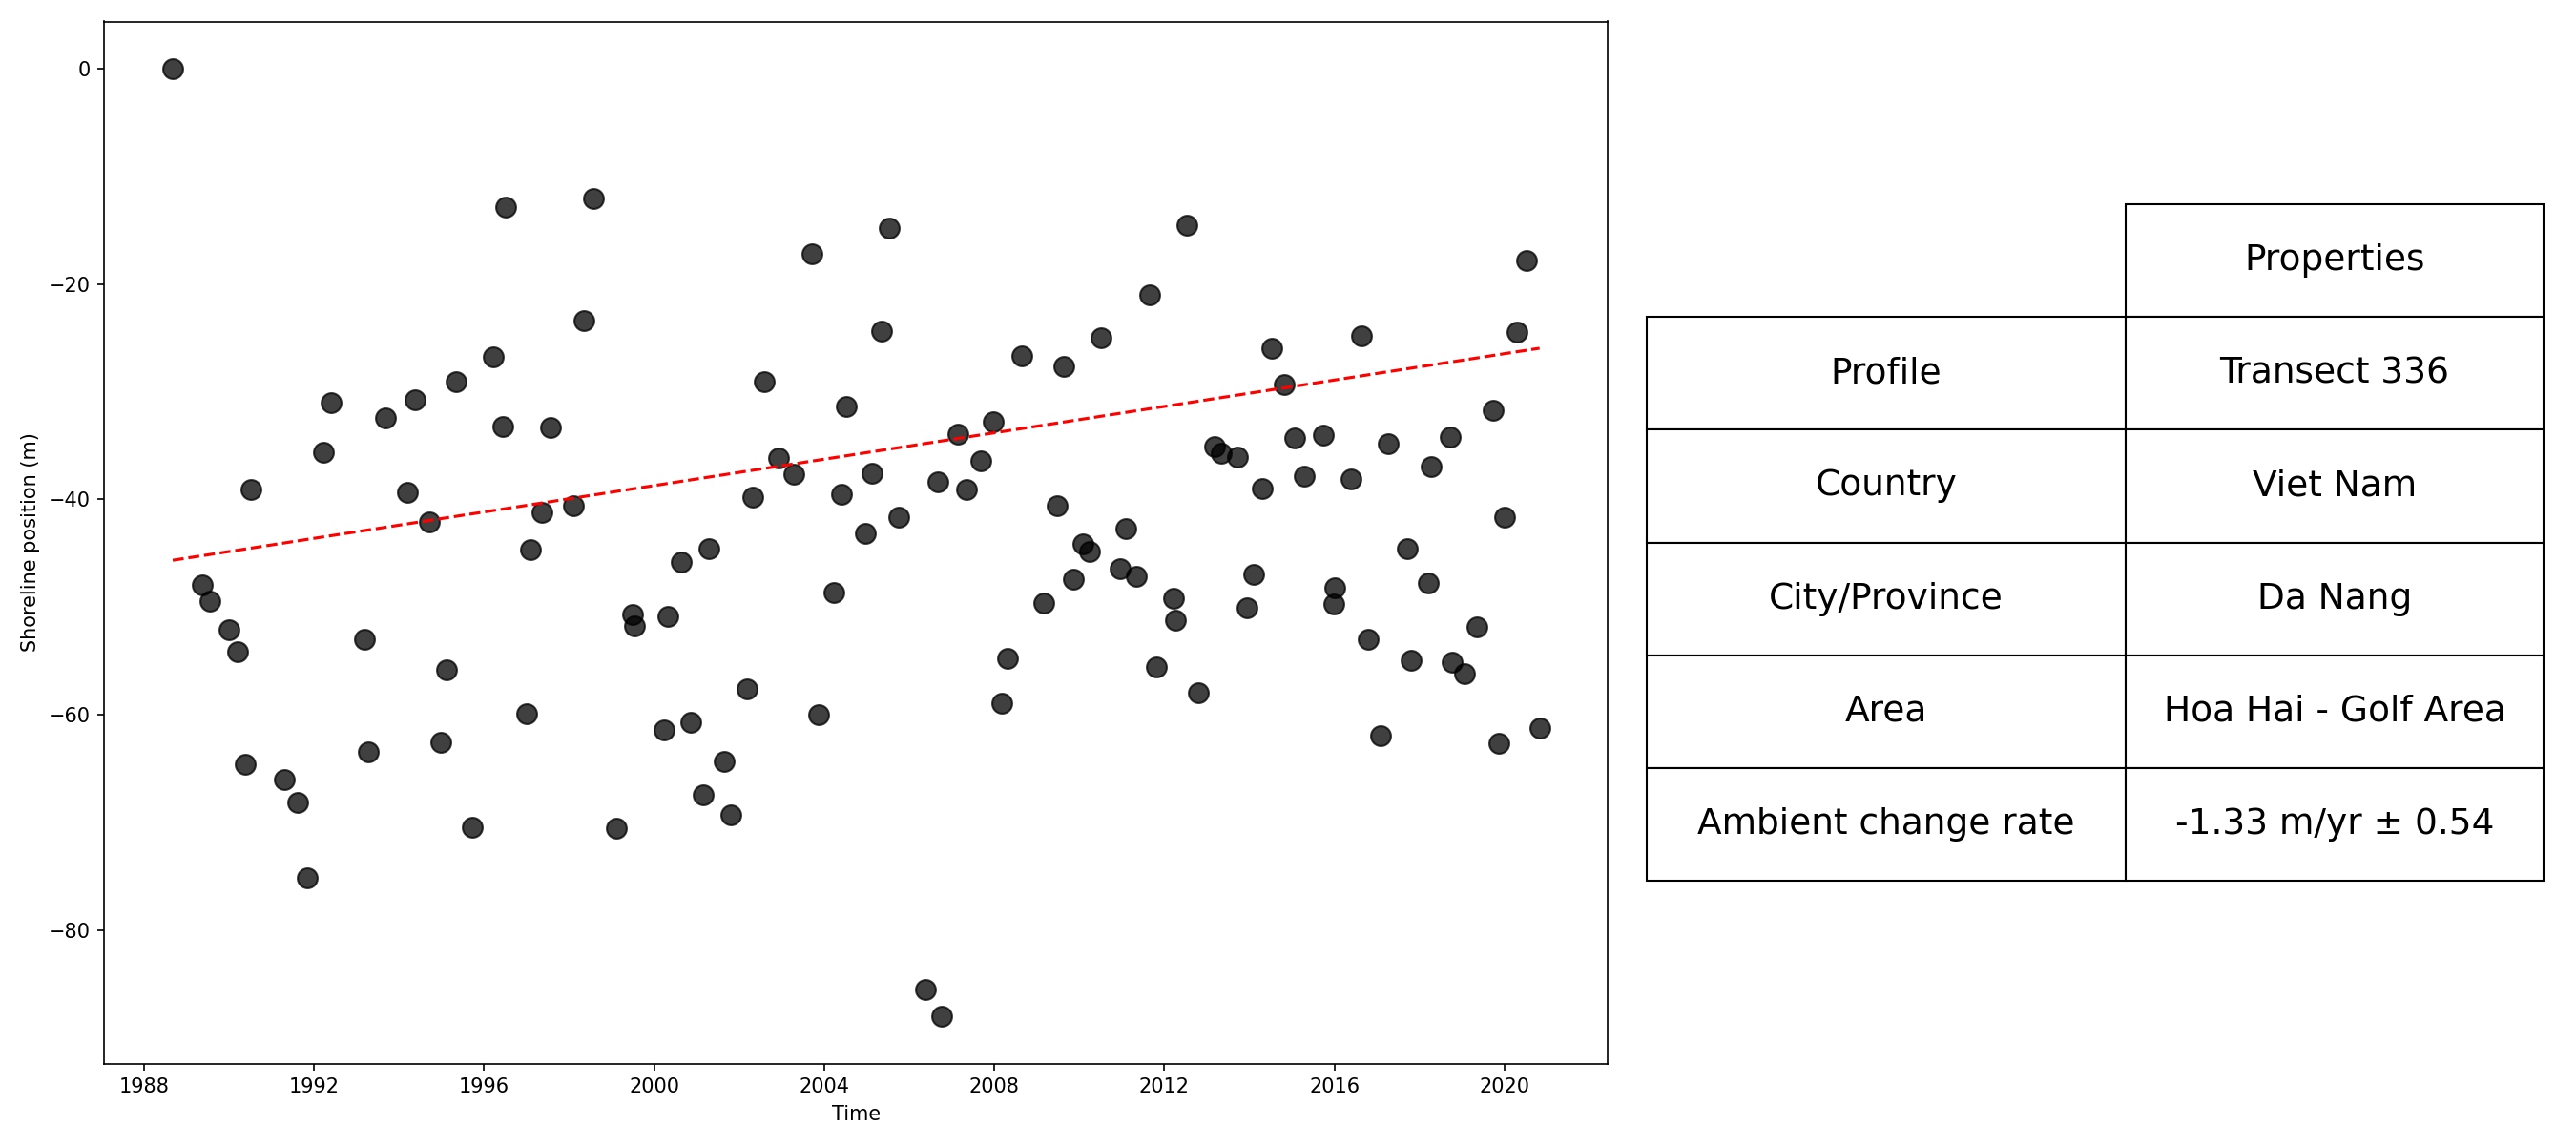 0
−20
−40
−60
−80
Shoreline position (m)
1988 1992 1996 2000 2004 2008 2012 2016 2020
Time
Properties
Profile Transect 336
Country Viet Nam
City/Province Da Nang
Area Hoa Hai - Golf Area
Ambient change rate -1.33 m/yr ± 0.54